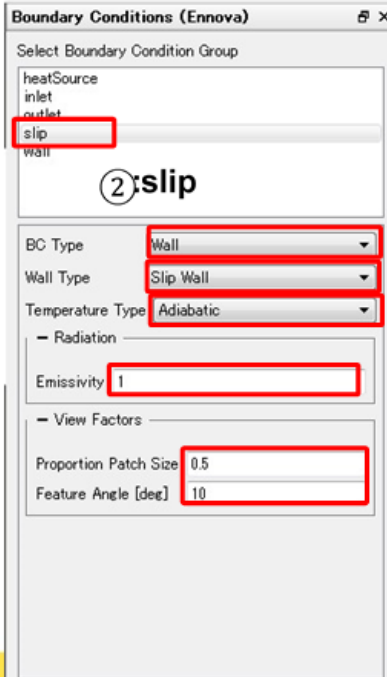 Boundary Conditions (Ennova)
Select Boundary Condition Group
heatSource
inlet
outlet
slip
wall
②:slip
BC Type Wall
Wall Type Slip Wall
Temperature Type Adiabatic
Radiation
Emissivity 1
View Factors
Proportion Patch Size 0.5
Feature Angle [deg] 10